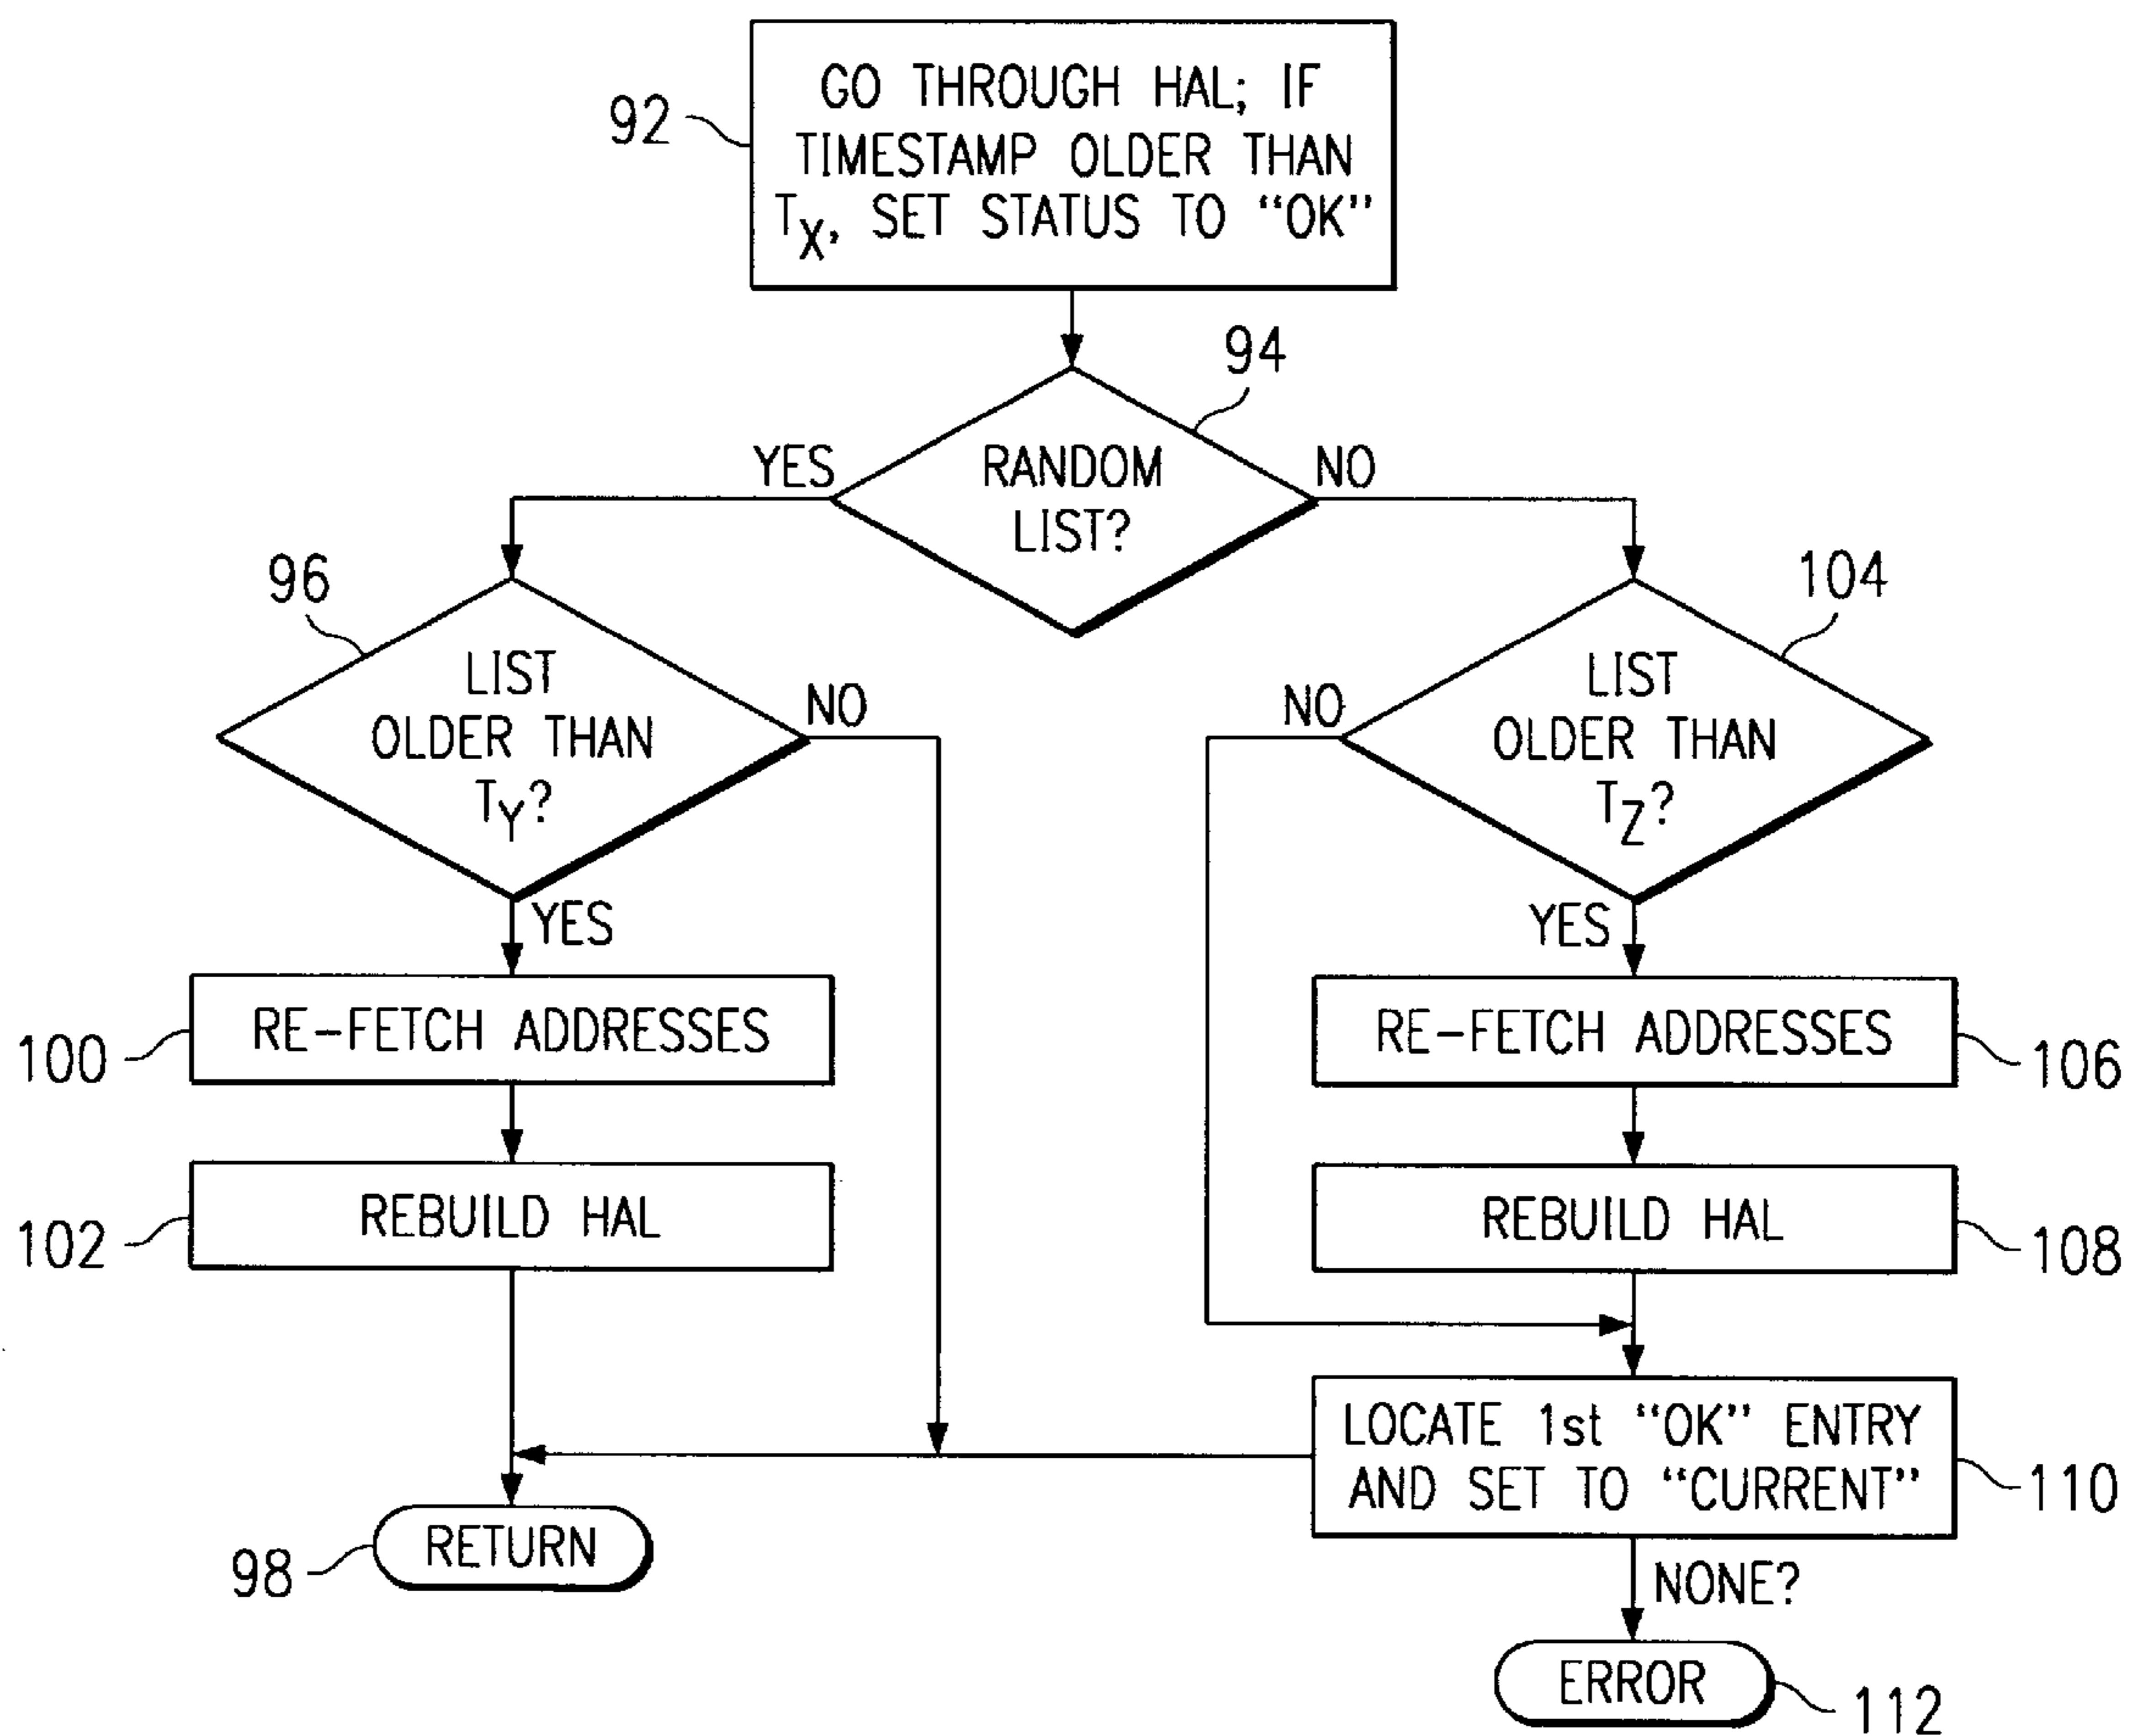 92
GO THROUGH HAL; IF
TIMESTAMP OLDER THAN
TX, SET STATUS TO “OK”
94
YES
RANDOM
LIST?
NO
96
LIST
OLDER THAN
TY?
NO
YES
104
NO
LIST
OLDER THAN
TZ?
YES
100
RE-FETCH ADDRESSES
RE-FETCH ADDRESSES
106
102
REBUILD HAL
REBUILD HAL
108
LOCATE 1st “OK” ENTRY
AND SET TO “CURRENT”
110
98
RETURN
NONE?
ERROR
112